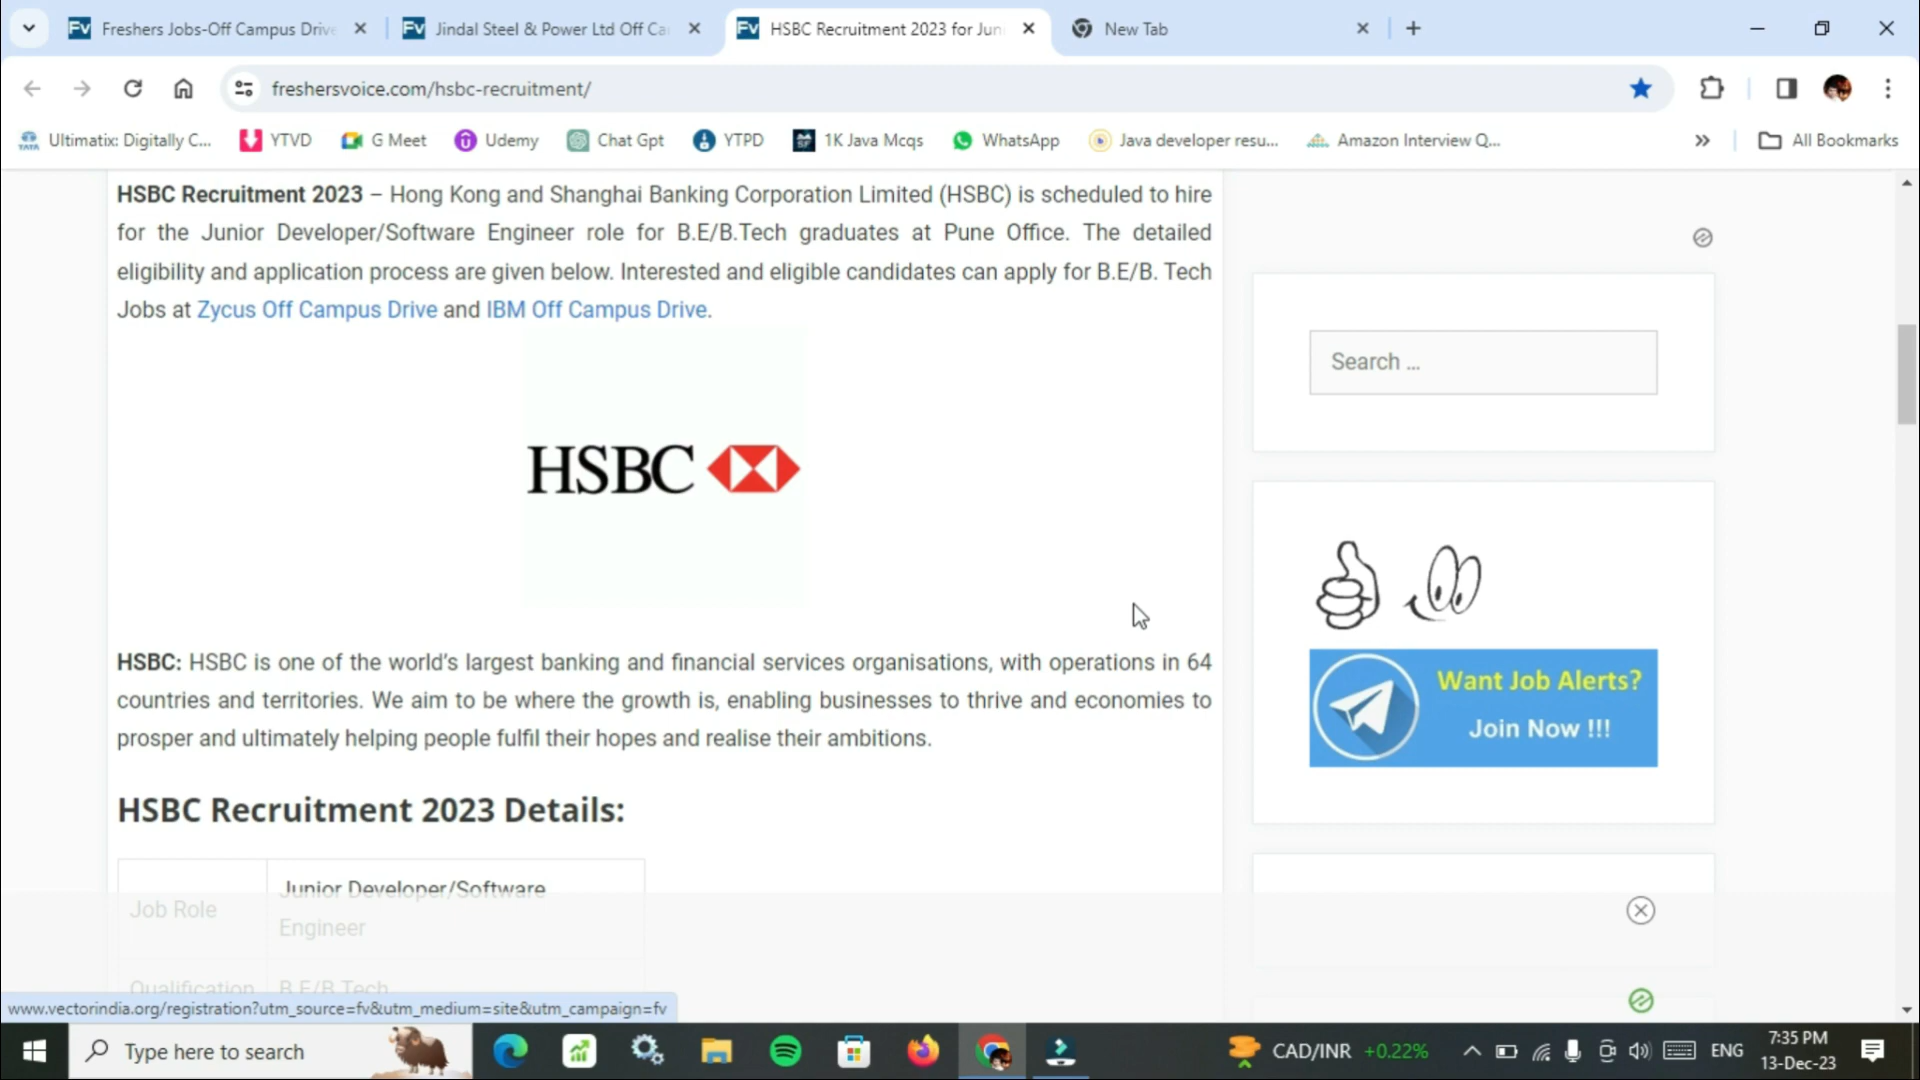 Freshers Jobs-Off Campus Drive
Jindal Steel & Power Ltd Off Ca
HSBC Recruitment 2023 for Jun
New Tab
freshersvoice.com/hsbc-recruitment/
Ultimatix: Digitally C...
YTVD
G Meet
Udemy
Chat Gpt
YTPD
1K Java Mcqs
WhatsApp
Java developer resu...
Amazon Interview Q...
All Bookmarks
HSBC Recruitment 2023 – Hong Kong and Shanghai Banking Corporation Limited (HSBC) is scheduled to hire
for the Junior Developer/Software Engineer role for B.E/B.Tech graduates at Pune Office. The detailed
eligibility and application process are given below. Interested and eligible candidates can apply for B.E/B. Tech
Jobs at Zycus Off Campus Drive and IBM Off Campus Drive.
Search ...
HSBC
Want Job Alerts?
Join Now !!!
HSBC: HSBC is one of the world's largest banking and financial services organisations, with operations in 64
countries and territories. We aim to be where the growth is, enabling businesses to thrive and economies to
prosper and ultimately helping people fulfil their hopes and realise their ambitions.
HSBC Recruitment 2023 Details:
Job Role
Junior Developer/Software
Engineer
Qualification
B.E/B.Tech
www.vectorindia.org/registration?utm_source=fv&utm_medium=site&utm_campaign=fv
Type here to search
CAD/INR +0.22%
ENG
7:35 PM
13-Dec-23